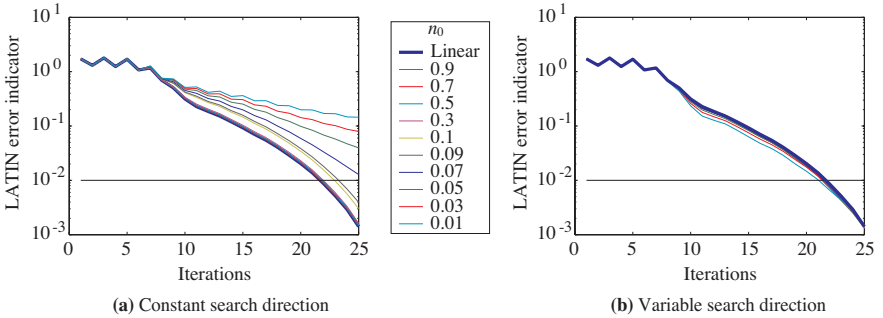 LATIN error indicator
10^1
10^0
10^-1
10^-2
10^-3
0 5 10 15 20 25
Iterations
(a) Constant search direction
n_0
Linear
0.9
0.7
0.5
0.3
0.1
0.09
0.07
0.05
0.03
0.01
LATIN error indicator
10^1
10^0
10^-1
10^-2
10^-3
0 5 10 15 20 25
Iterations
(b) Variable search direction